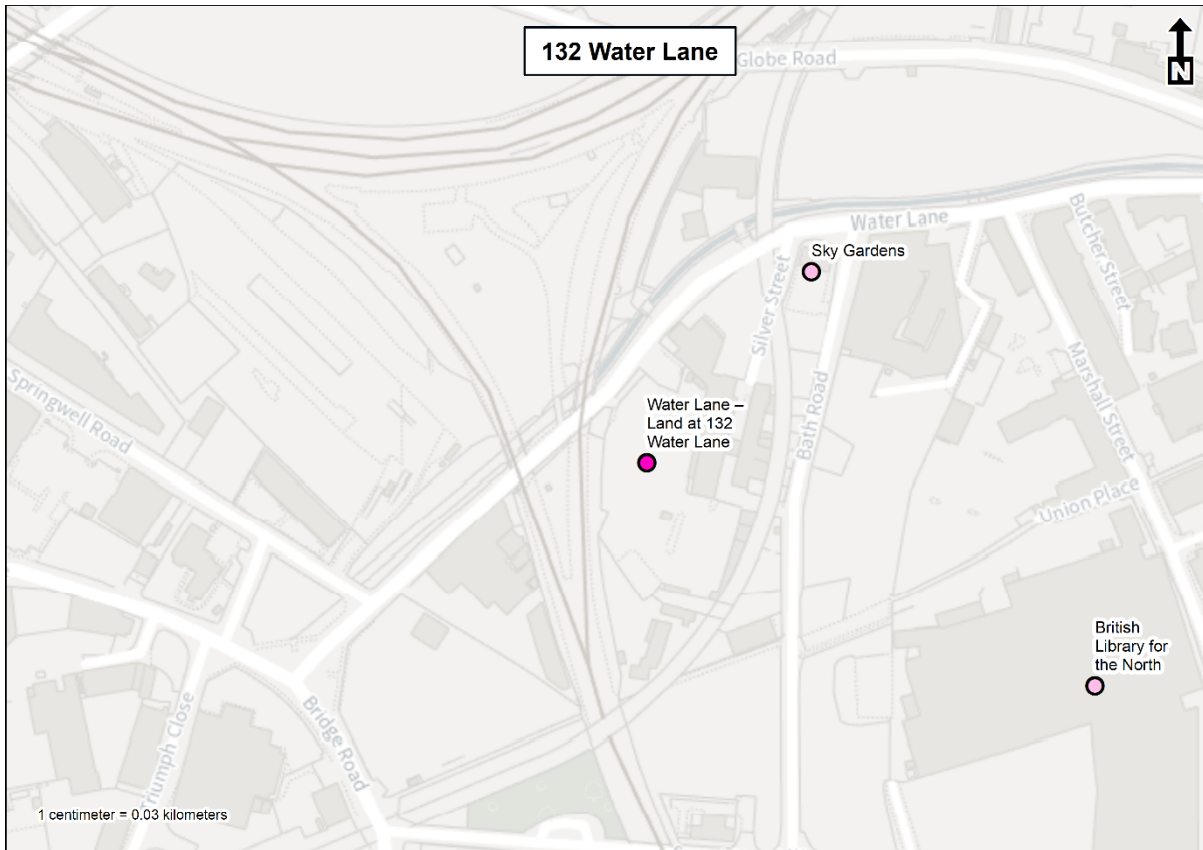 132 Water Lane
N
Globe Road
Water Lane
Butcher Street
Sky Gardens
Silver Street
Marshall Street
Bath Road
Springwell Road
Water Lane –
Land at 132
Water Lane
Union Place
British
Library for
the North
Triumph Close
Bridge Road
1 centimeter = 0.03 kilometers